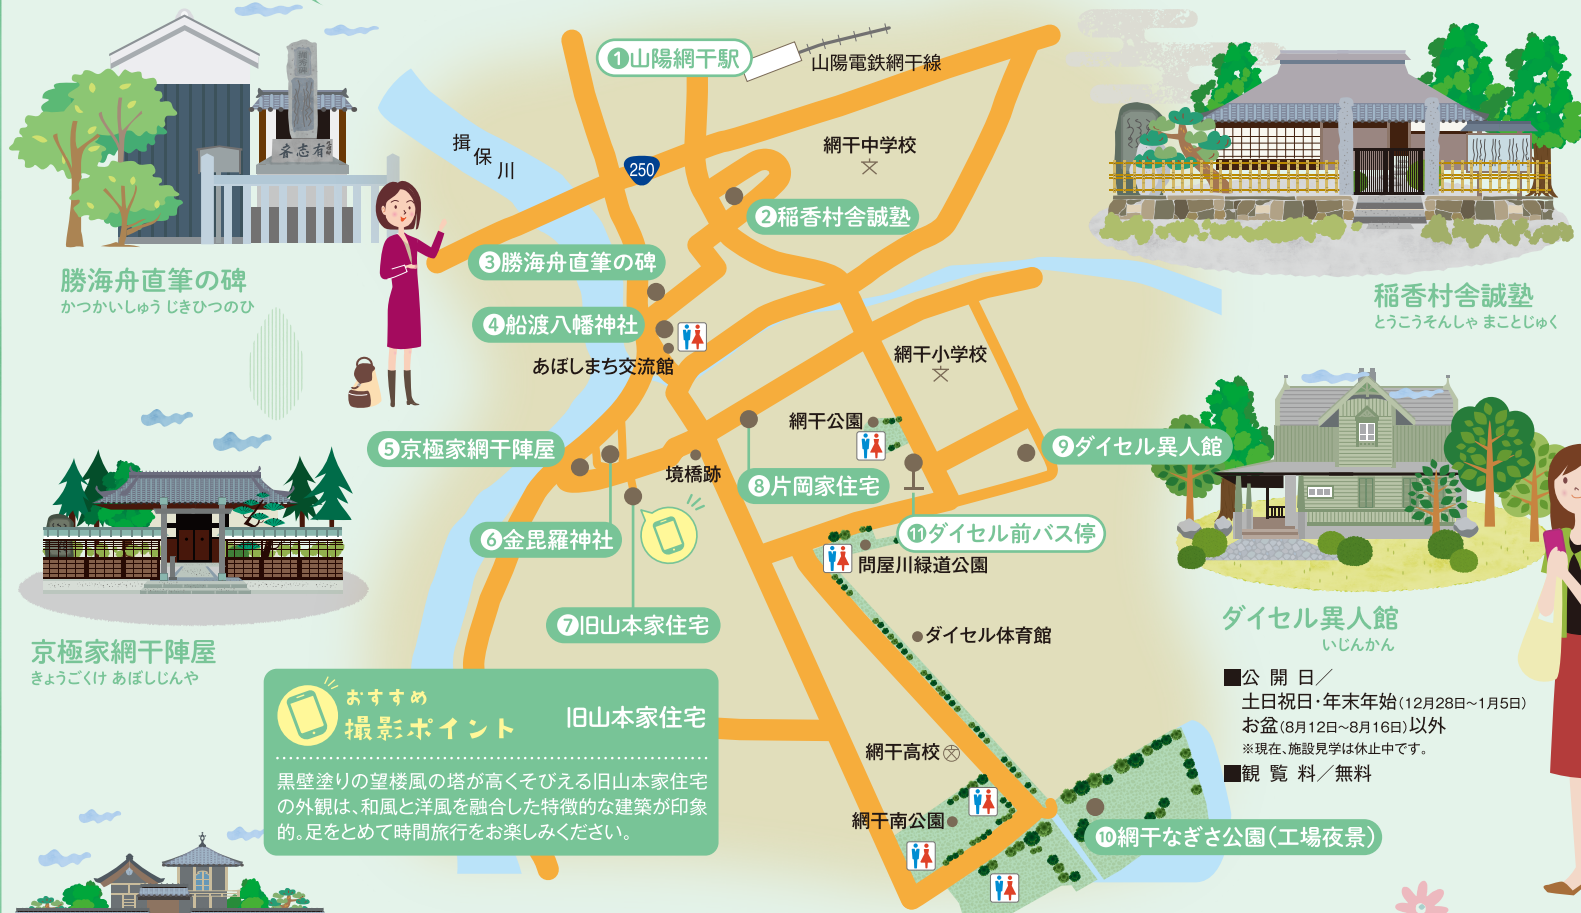 ❶山陽網干駅
山陽電鉄網干線
揖保川
250
網干中学校
❷稲香村舎誠塾
❸勝海舟直筆の碑
❹船渡八幡神社
あぼしまち交流館
網干小学校
網干公園
❺京極家網干陣屋
境橋跡
❽片岡家住宅
❾ダイセル異人館
❻金毘羅神社
⓫ダイセル前バス停
問屋川緑道公園
❼旧山本家住宅
ダイセル体育館
網干高校
網干南公園
❿網干なぎさ公園(工場夜景)
勝海舟直筆の碑
かつかいしゅう じきひつのひ
稲香村舎誠塾
とうこうそんしゃ まことじゅく
京極家網干陣屋
きょうごくけ あぼしじんや
ダイセル異人館
いじんかん
■公 開 日／
土日祝日・年末年始(12月28日〜1月5日)
お盆(8月12日〜8月16日)以外
※現在、施設見学は休止中です。
■観 覧 料／無料
おすすめ
撮影ポイント
旧山本家住宅
黒壁塗りの望楼風の塔が高くそびえる旧山本家住宅
の外観は、和風と洋風を融合した特徴的な建築が印象
的。足をとめて時間旅行をお楽しみください。